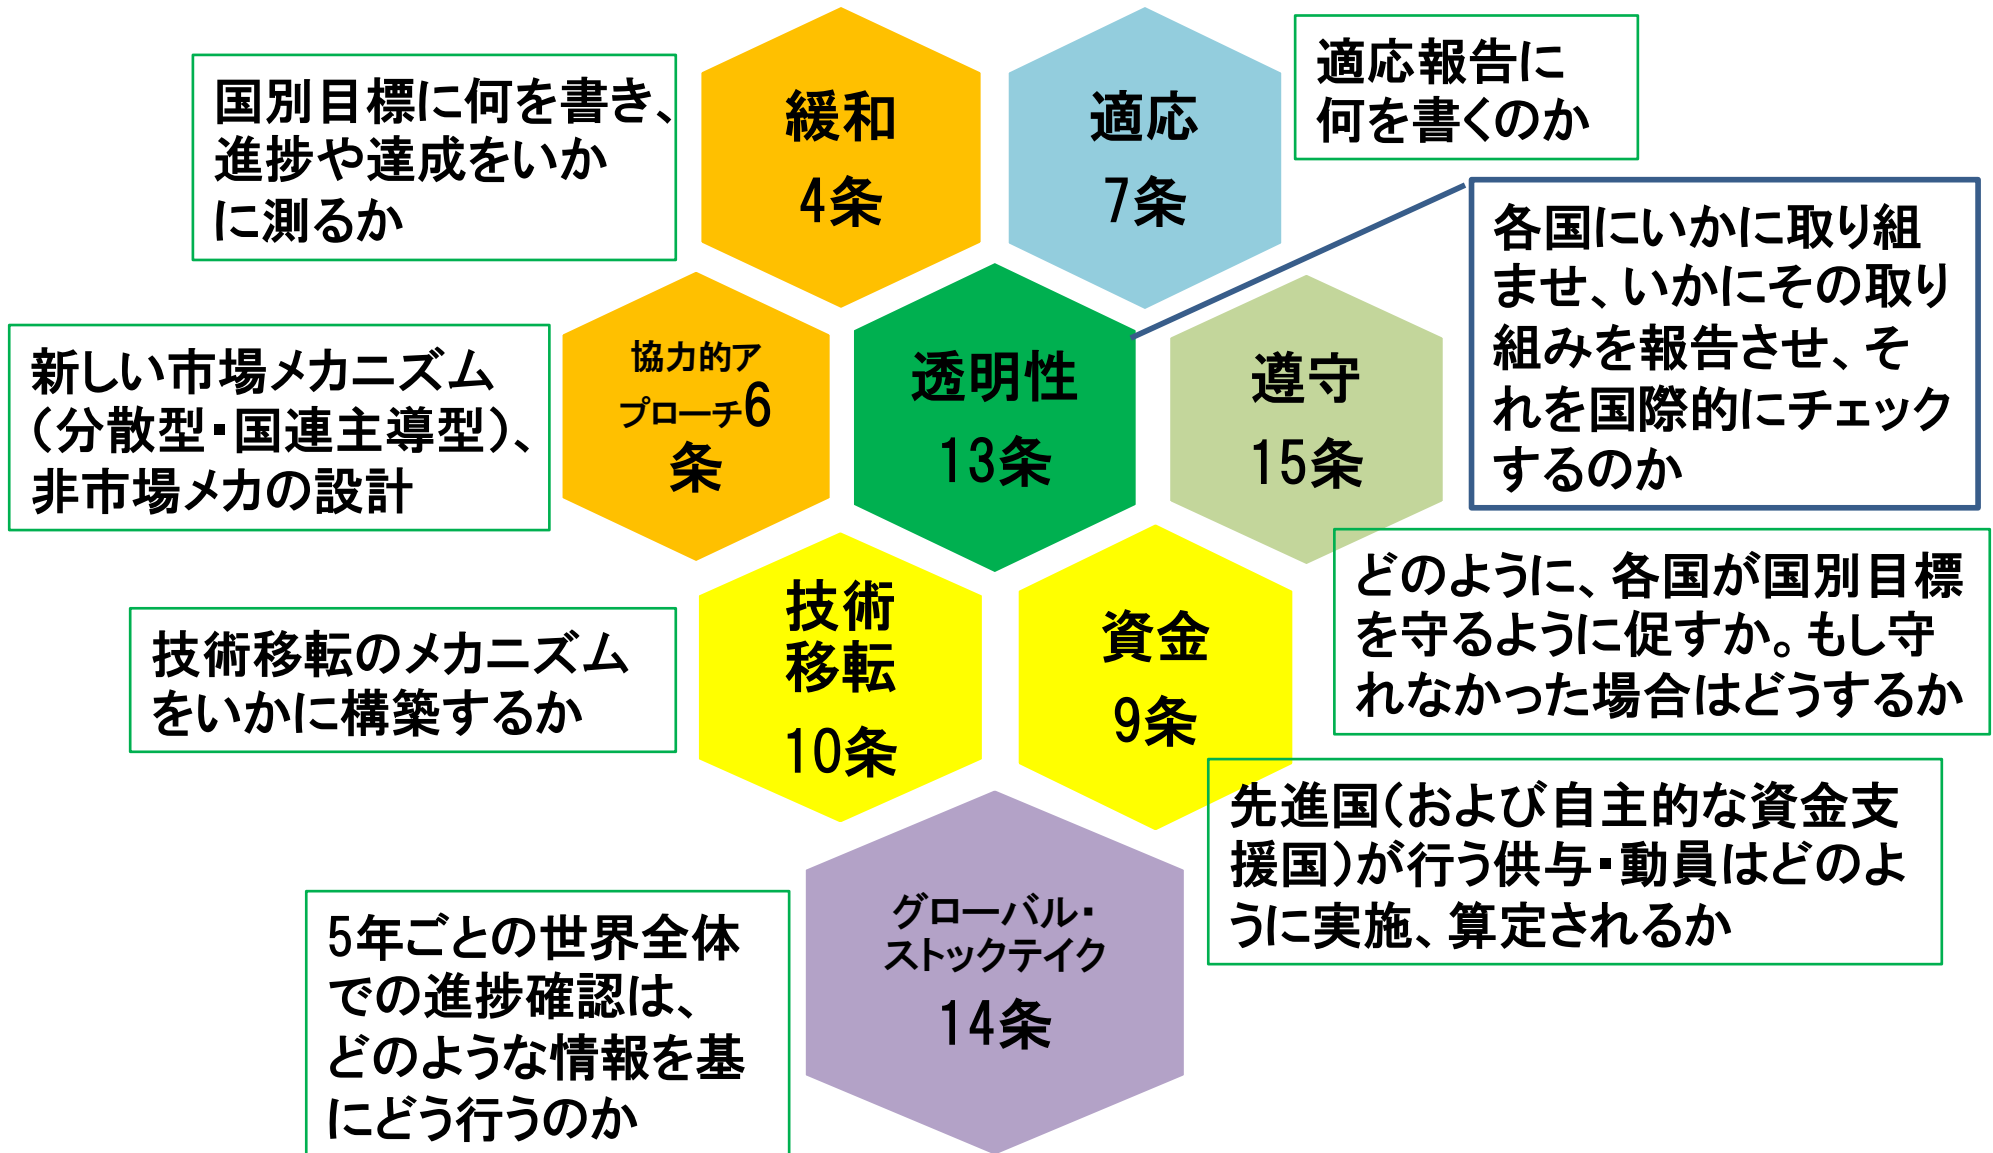 国別目標に何を書き、
進捗や達成をいか
に測るか
緩和
4条
適応
7条
適応報告に
何を書くのか
新しい市場メカニズム
(分散型・国連主導型)、
非市場メカの設計
協力的ア
プローチ6
条
透明性
13条
遵守
15条
各国にいかに取り組
ませ、いかにその取り
組みを報告させ、そ
れを国際的にチェック
するのか
技術移転のメカニズム
をいかに構築するか
技術
移転
10条
資金
9条
どのように、各国が国別目標
を守るように促すか。もし守
れなかった場合はどうするか
先進国(および自主的な資金支
援国)が行う供与・動員はどのよ
うに実施、算定されるか
5年ごとの世界全体
での進捗確認は、
どのような情報を基
にどう行うのか
グローバル・
ストックテイク
14条